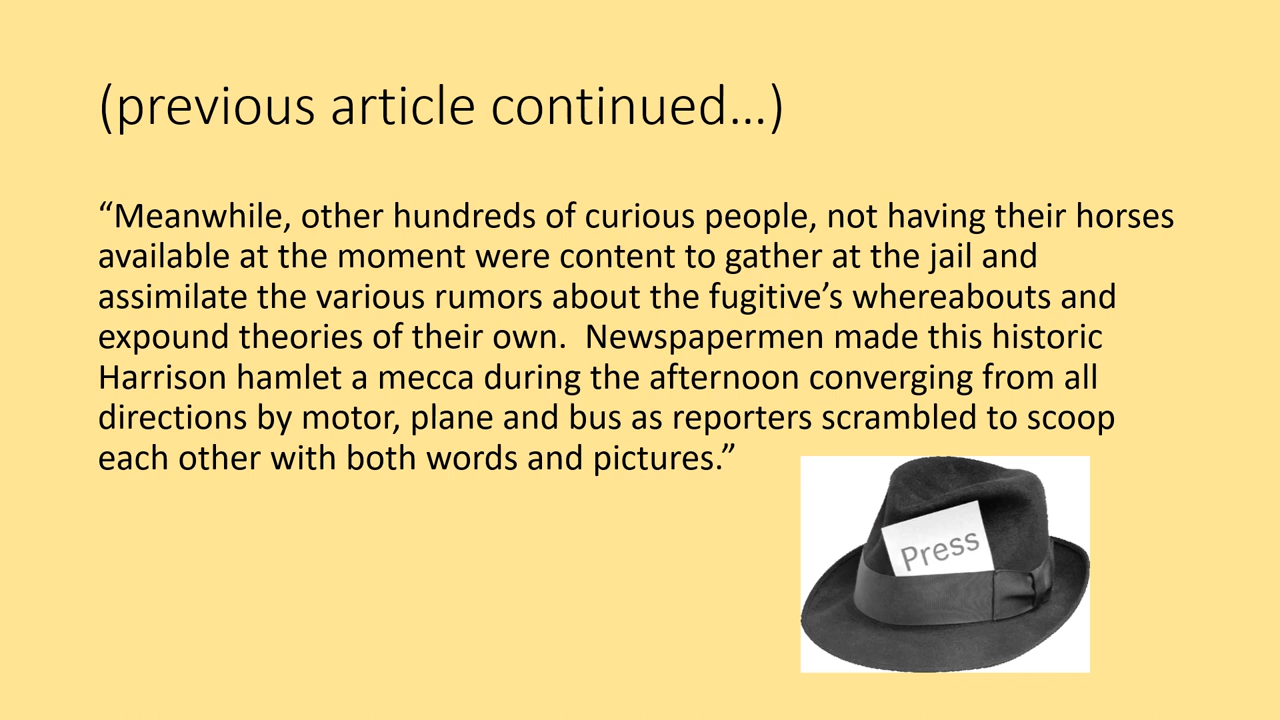 (previous article continued…)
“Meanwhile, other hundreds of curious people, not having their horses
available at the moment were content to gather at the jail and
assimilate the various rumors about the fugitive’s whereabouts and
expound theories of their own.  Newspapermen made this historic
Harrison hamlet a mecca during the afternoon converging from all
directions by motor, plane and bus as reporters scrambled to scoop
each other with both words and pictures.”
Press